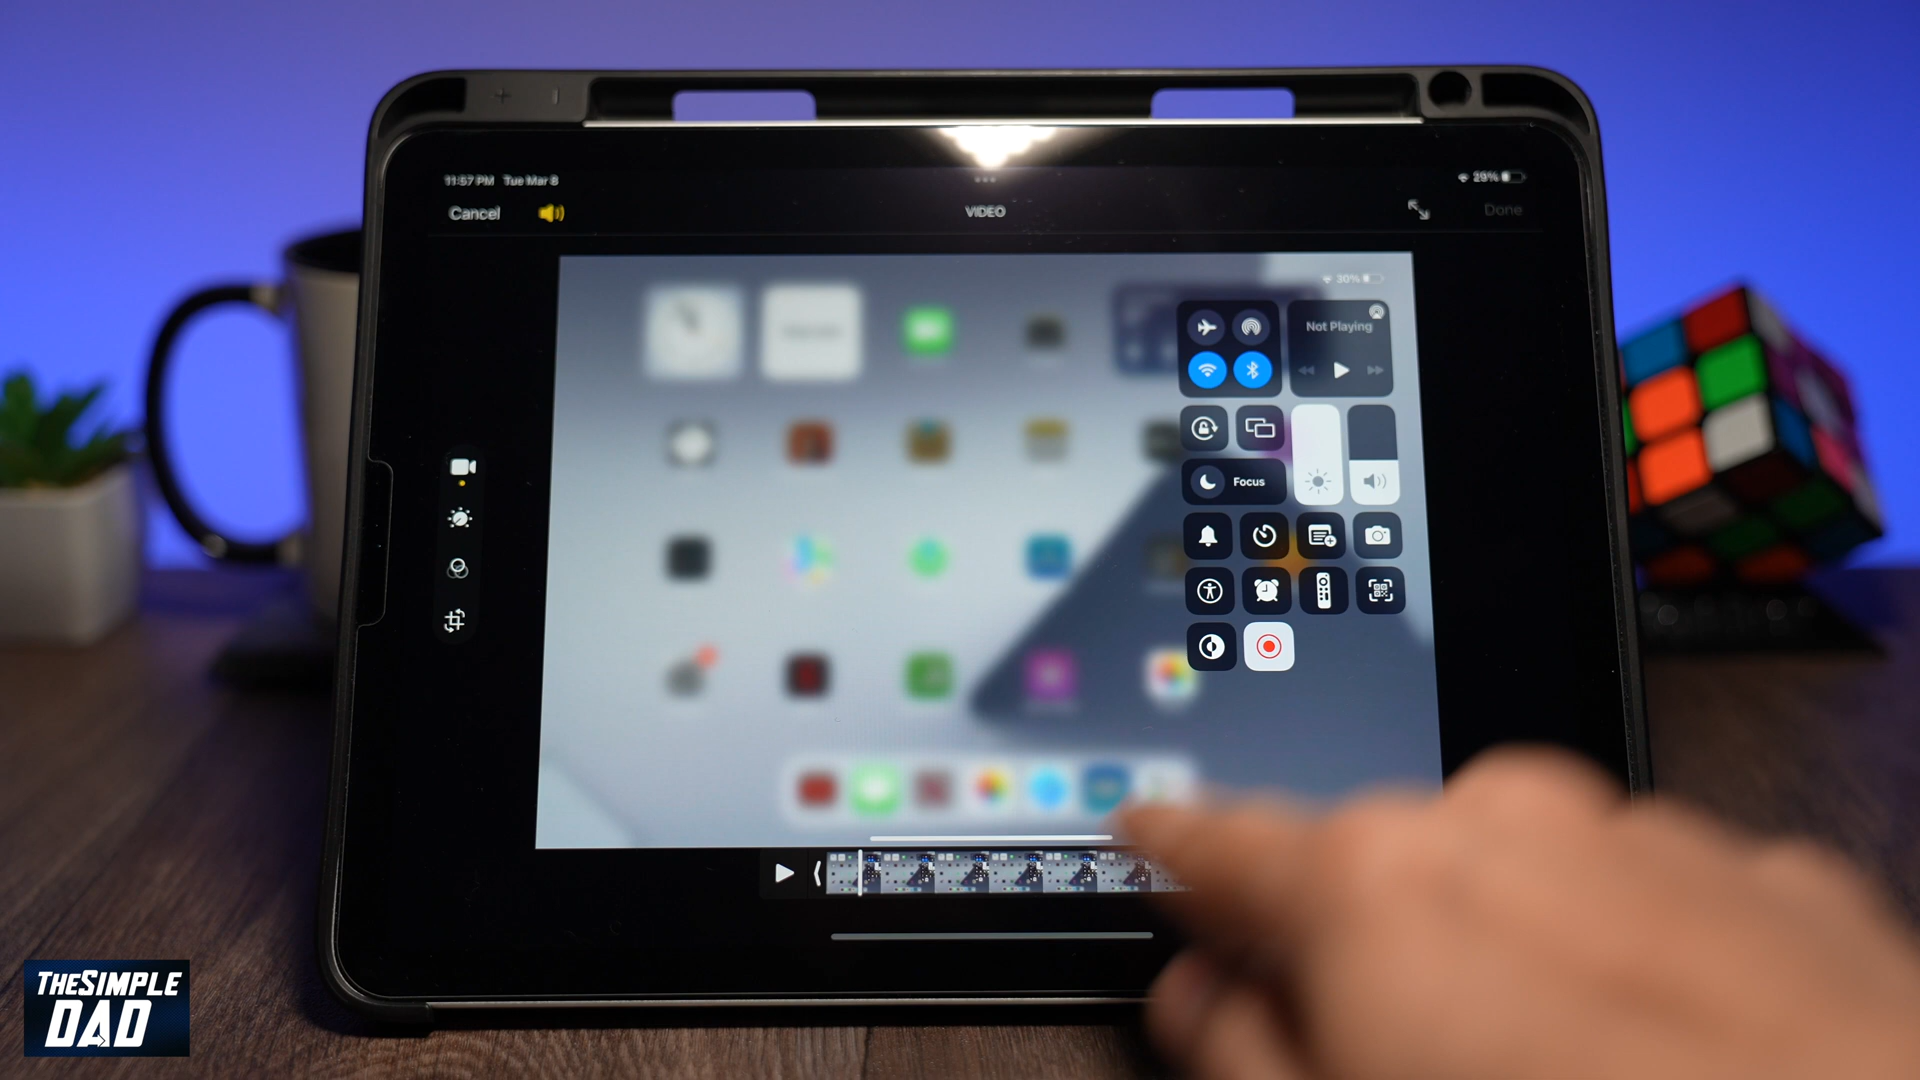 11:57 PM Tue Mar 8
29%
Cancel
VIDEO
Done
30%
Not Playing
Focus
THESIMPLE
DAD